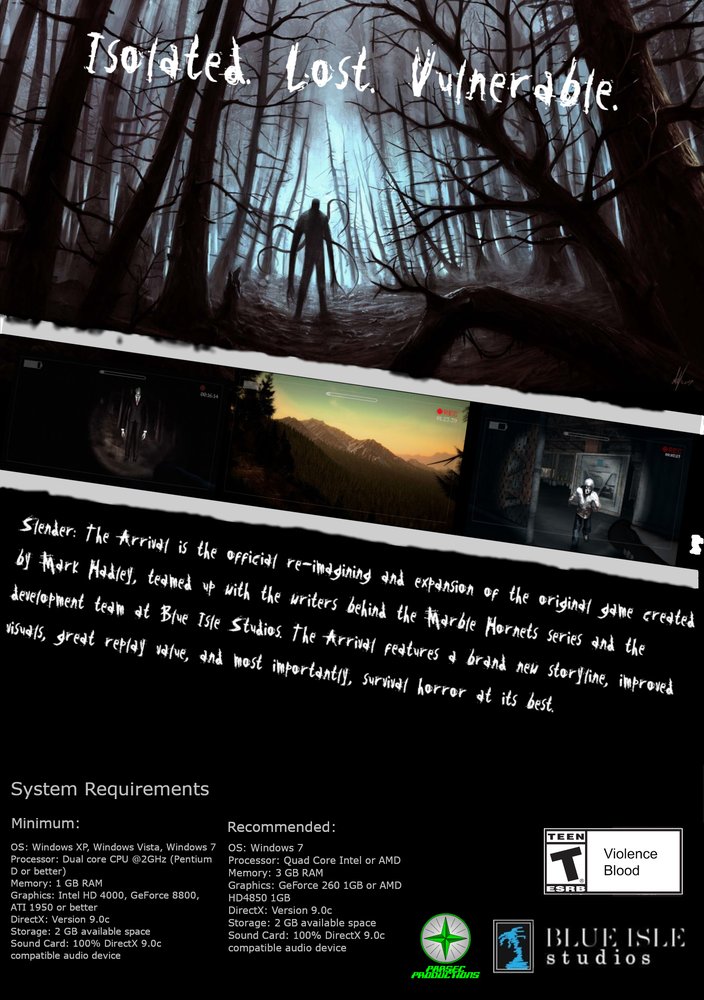 Isolated. Lost. Vulnerable.
REC
Slender: The Arrival is the official re-imagining and expansion of the original game created
by Mark Hadley, teamed up with the writers behind the Marble Hornets series and the
development team at Blue Isle Studios. The Arrival features a brand new storyline, improved
visuals, great replay value, and most importantly, survival horror at its best.
System Requirements
Minimum:
OS: Windows XP, Windows Vista, Windows 7
Processor: Dual core CPU @2GHz (Pentium
D or better)
Memory: 1 GB RAM
Graphics: Intel HD 4000, GeForce 8800,
ATI 1950 or better
DirectX: Version 9.0c
Storage: 2 GB available space
Sound Card: 100% DirectX 9.0c
compatible audio device
Recommended:
OS: Windows 7
Processor: Quad Core Intel or AMD
Memory: 3 GB RAM
Graphics: GeForce 260 1GB or AMD
HD4850 1GB
DirectX: Version 9.0c
Storage: 2 GB available space
Sound Card: 100% DirectX 9.0c
compatible audio device
TEEN
T
ESRB
Violence
Blood
PARSEC
PRODUCTIONS
BLUE ISLE
studios